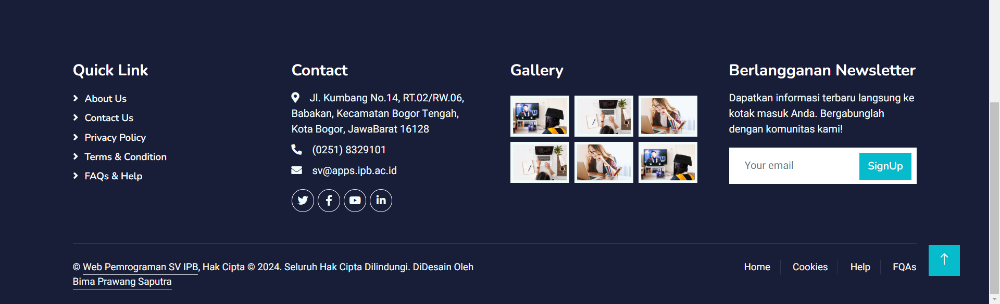 Quick Link
About Us
Contact Us
Privacy Policy
Terms & Condition
FAQs & Help
Contact
Jl. Kumbang No.14, RT.02/RW.06,
Babakan, Kecamatan Bogor Tengah,
Kota Bogor, JawaBarat 16128
(0251) 8329101
sv@apps.ipb.ac.id
Gallery
Berlangganan Newsletter
Dapatkan informasi terbaru langsung ke
kotak masuk Anda. Bergabunglah
dengan komunitas kami!
Your email
SignUp
© Web Pemrograman SV IPB, Hak Cipta © 2024. Seluruh Hak Cipta Dilindungi. DiDesain Oleh
Bima Prawang Saputra
Home
Cookies
Help
FQAs